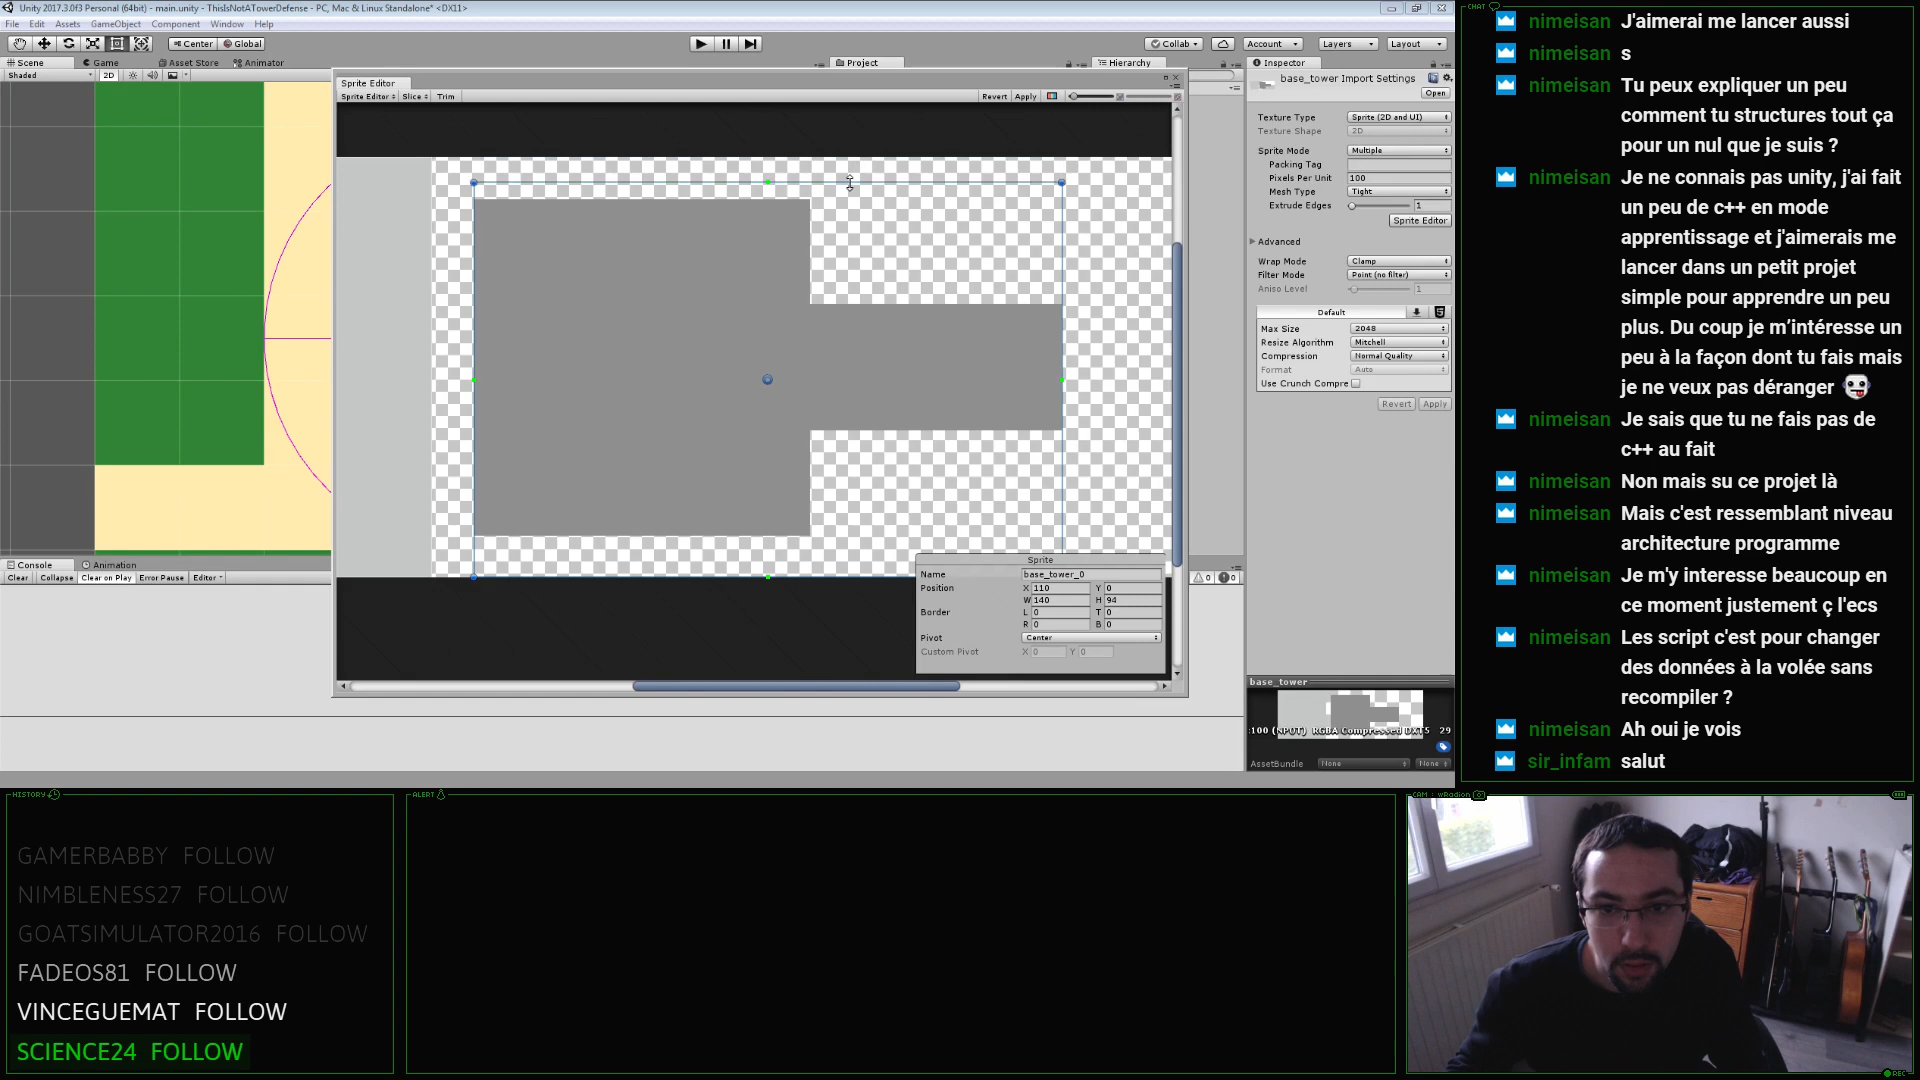 Unity 2017.3.0f3 Personal (64bit) - main.unity - ThisIsNotATowerDefense - PC, Mac & Linux Standalone* <DX11>
File Edit Assets GameObject Component Window Help
Center Global
Collab Account Layers Layout
Scene Game Asset Store Animator
Project
Hierarchy
Inspector
Shaded 2D
Sprite Editor
Sprite Editor Slice Trim
Revert Apply
base_tower Import Settings
Open
Texture Type Sprite (2D and UI)
Texture Shape 2D
Sprite Mode Multiple
Packing Tag
Pixels Per Unit 100
Mesh Type Tight
Extrude Edges 1
Sprite Editor
Advanced
Wrap Mode Clamp
Filter Mode Point (no filter)
Aniso Level 1
Default
Max Size 2048
Resize Algorithm Mitchell
Compression Normal Quality
Format Auto
Use Crunch Compre
Revert Apply
Sprite
Name base_tower_0
Position X 110 Y 0
W 140 H 94
Border L 0 T 0
R 0 B 0
Pivot Center
Custom Pivot X 0 Y 0
Console Animation
Clear Collapse Clear on Play Error Pause Editor
0 0
base_tower
:100 (NPOT) RGBA Compressed DXT5 29
AssetBundle None None
CHAT
nimeisan J'aimerai me lancer aussi
nimeisan s
nimeisan Tu peux expliquer un peu
comment tu structures tout ça
pour un nul que je suis ?
nimeisan Je ne connais pas unity, j'ai fait
un peu de c++ en mode
apprentissage et j'aimerais me
lancer dans un petit projet
simple pour apprendre un peu
plus. Du coup je m’intéresse un
peu à la façon dont tu fais mais
je ne veux pas déranger
nimeisan Je sais que tu ne fais pas de
c++ au fait
nimeisan Non mais su ce projet là
nimeisan Mais c'est ressemblant niveau
architecture programme
nimeisan Je m'y interesse beaucoup en
ce moment justement ç l'ecs
nimeisan Les script c'est pour changer
des données à la volée sans
recompiler ?
nimeisan Ah oui je vois
sir_infam salut
HISTORY
GAMERBABBY FOLLOW
NIMBLENESS27 FOLLOW
GOATSIMULATOR2016 FOLLOW
FADEOS81 FOLLOW
VINCEGUEMAT FOLLOW
SCIENCE24 FOLLOW
ALERT
CAM : wRadion
REC